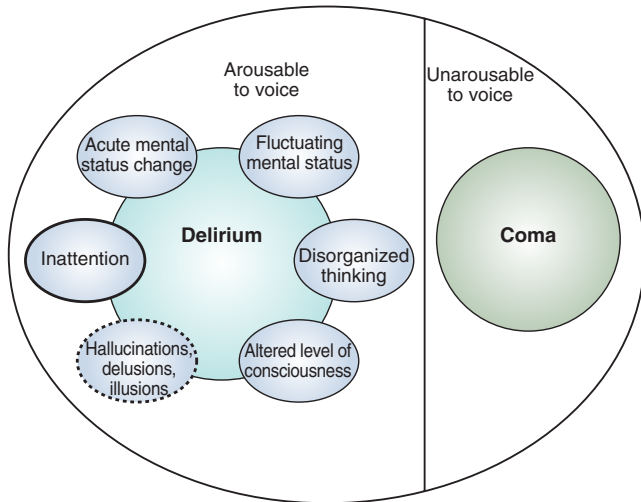 Arousable
to voice
Unarousable
to voice
Acute mental
status change
Fluctuating
mental status
Delirium
Inattention
Disorganized
thinking
Coma
Hallucinations,
delusions,
illusions
Altered level of
consciousness